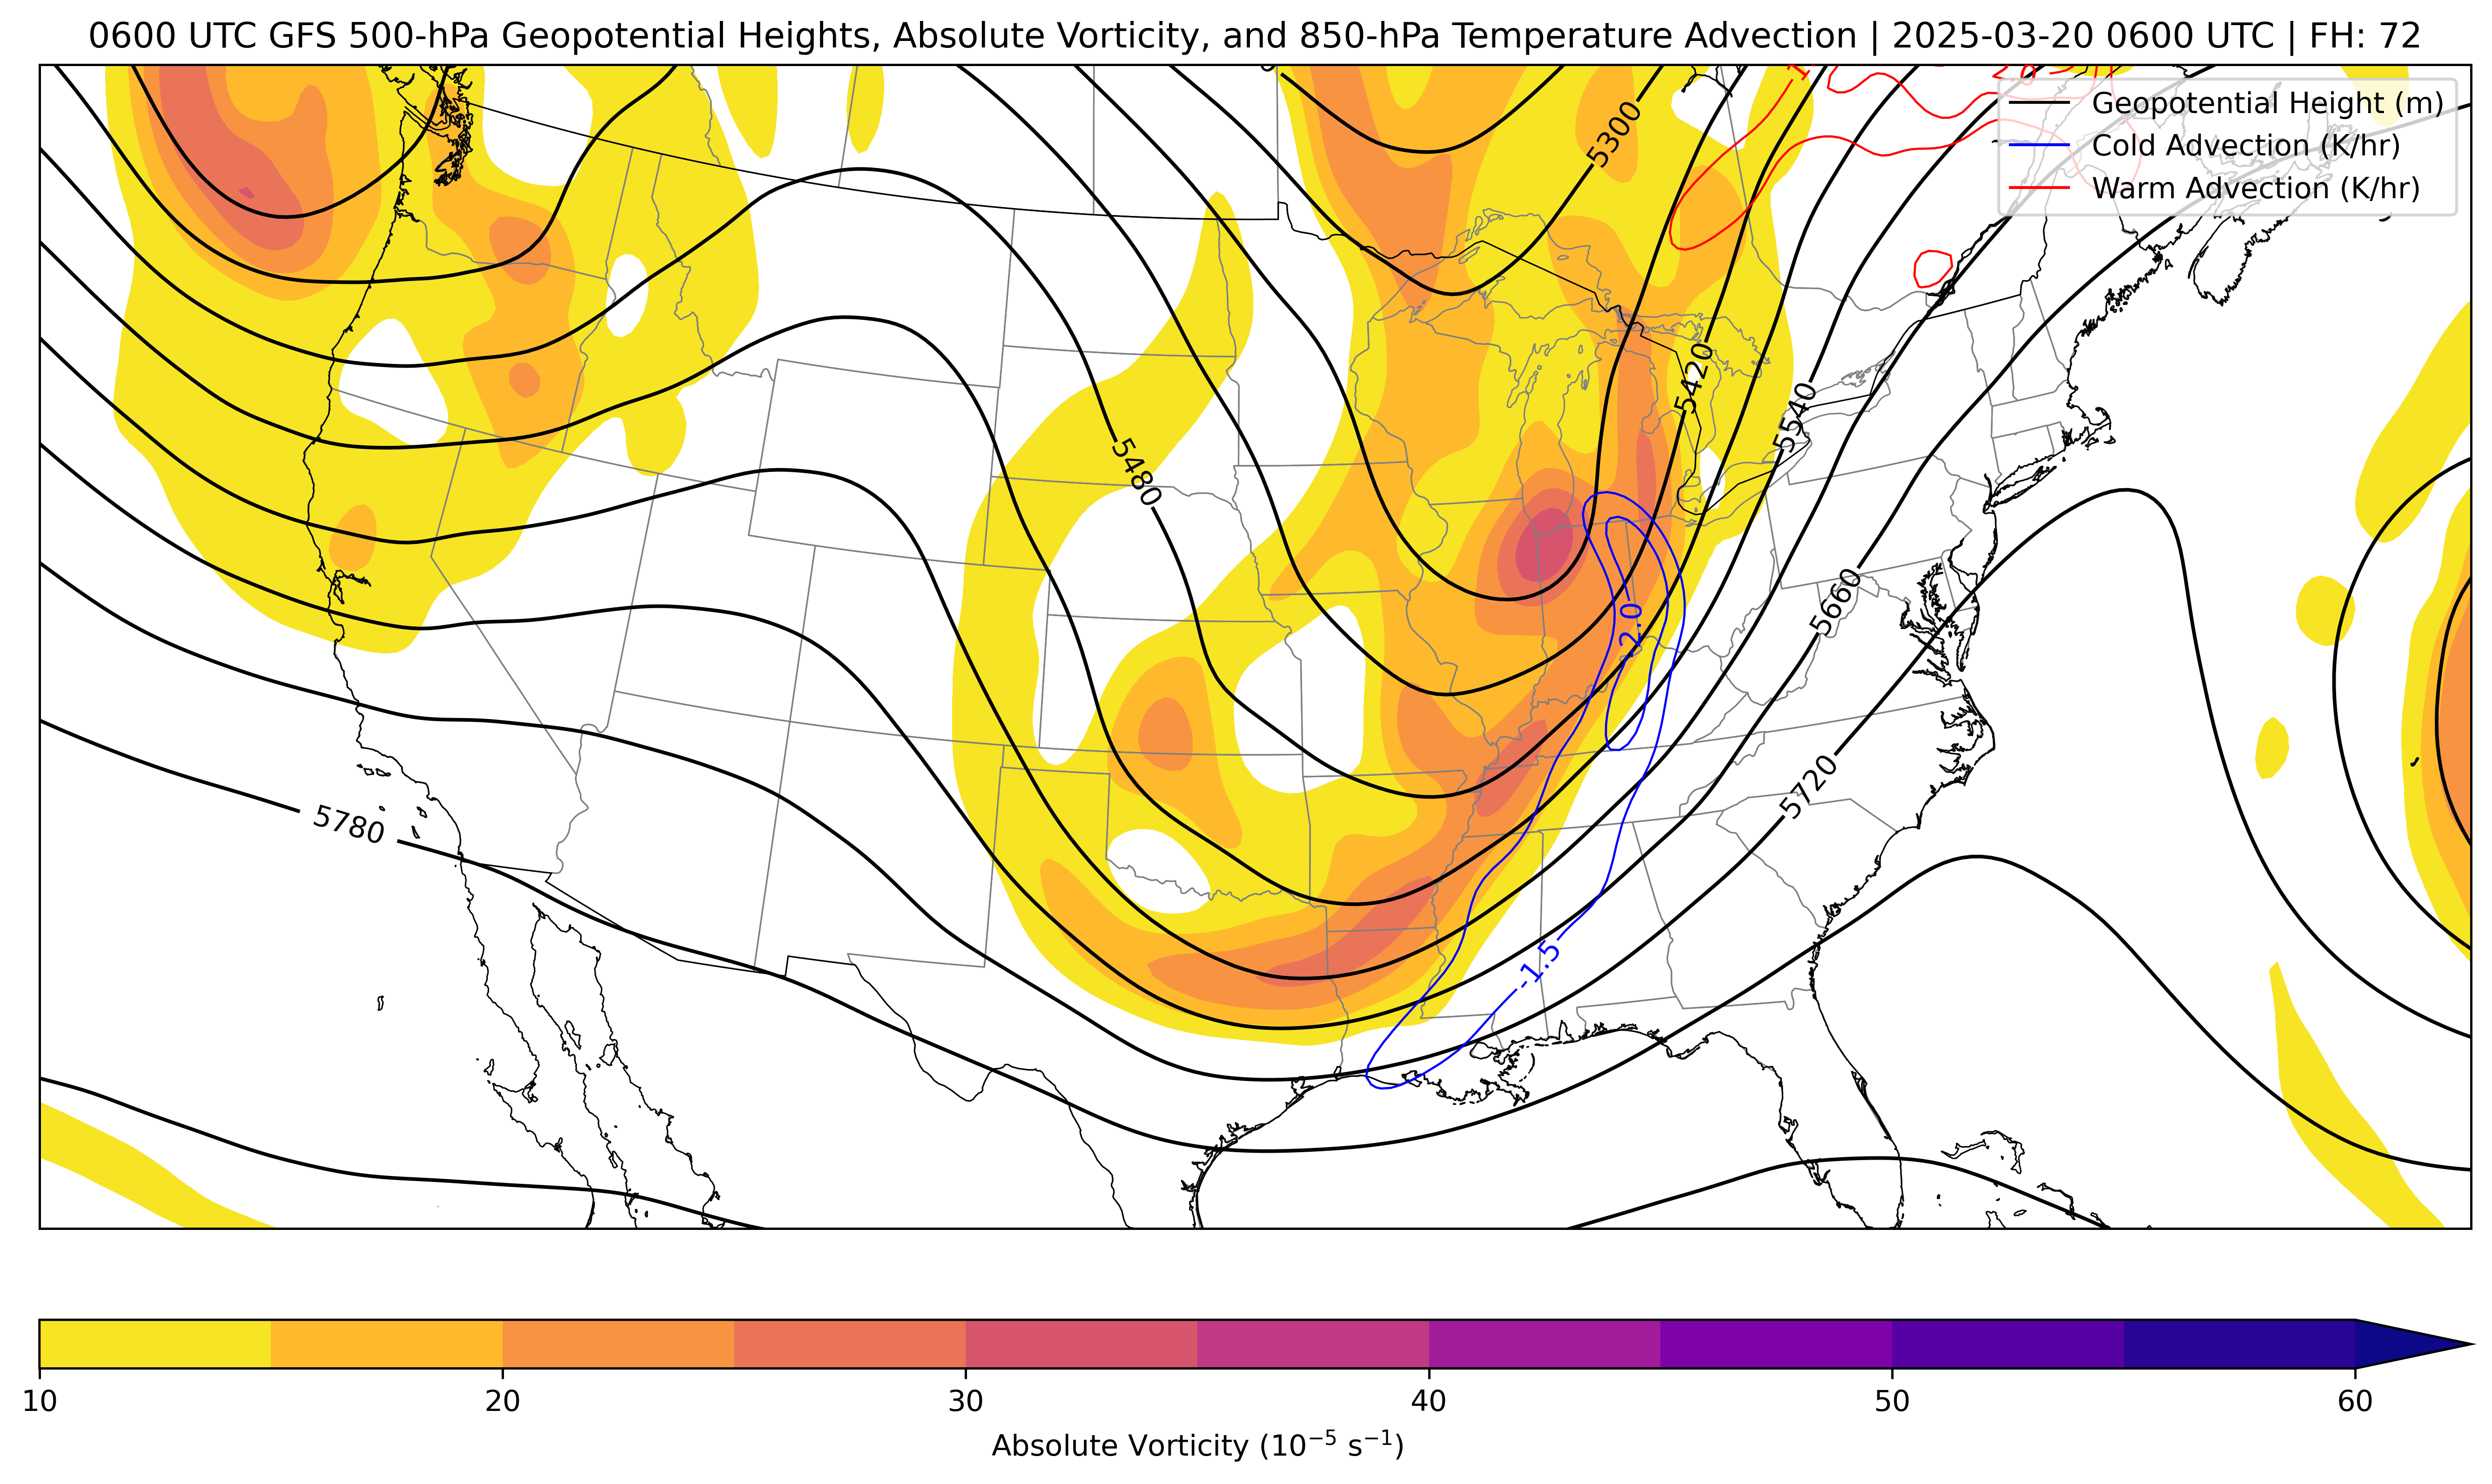 0600 UTC GFS 500-hPa Geopotential Heights, Absolute Vorticity, and 850-hPa Temperature Advection | 2025-03-20 0600 UTC | FH: 72
Geopotential Height (m)
Cold Advection (K/hr)
Warm Advection (K/hr)
5300
5420
5540
5480
5660
-2.0
5720
5780
-1.5
10 20 30 40 50 60
Absolute Vorticity (10⁻⁵ s⁻¹)